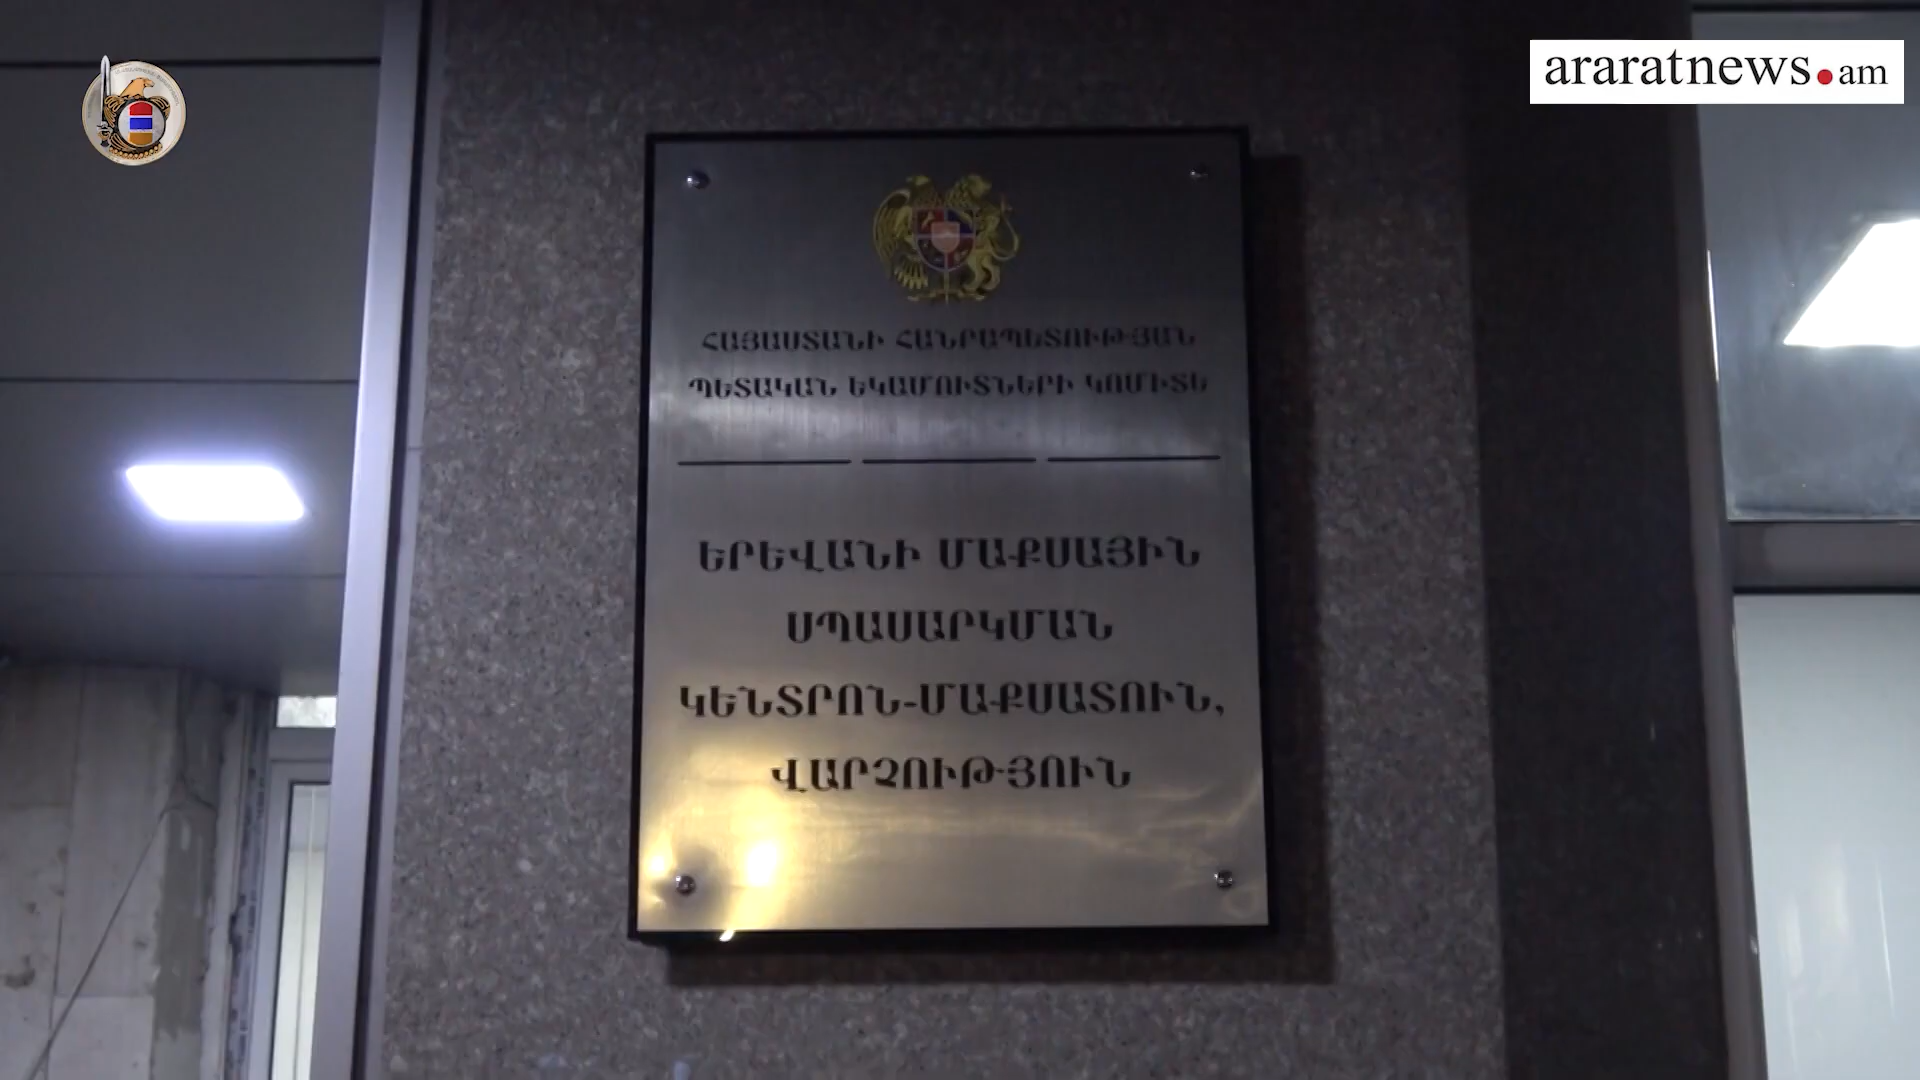 araratnews.am
ՀԱՅԱՍՏԱՆԻ ՀԱՆՐԱՊԵՏՈՒԹՅԱՆ
ՊԵՏԱԿԱՆ ԵԿԱՄՈՒՏՆԵՐԻ ԿՈՄԻՏԵ
ԵՐԵՎԱՆԻ ՄԱՔՍԱՅԻՆ
ՍՊԱՍԱՐԿՄԱՆ
ԿԵՆՏՐՈՆ-ՄԱՔՍԱՏՈՒՆ,
ՎԱՐՉՈՒԹՅՈՒՆ